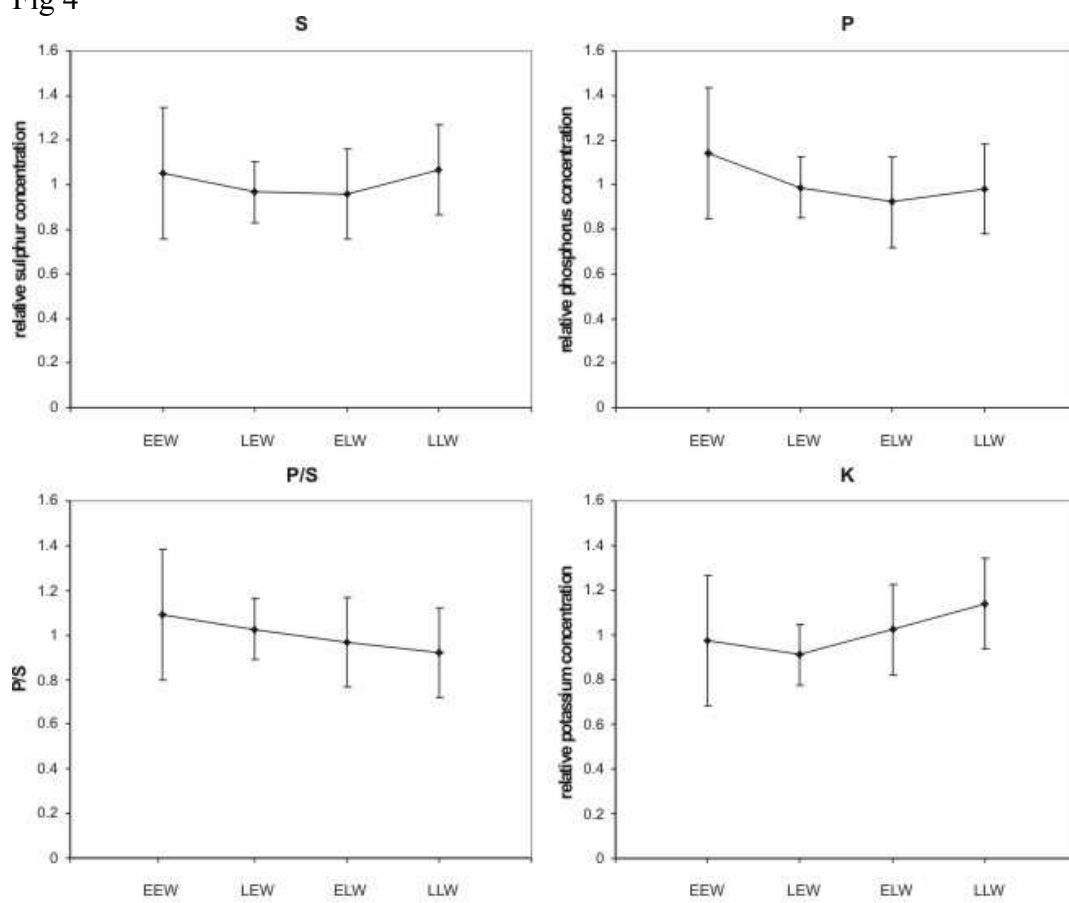 Fig 4
S
relative sulphur concentration
1.6
1.4
1.2
1
0.8
0.6
0.4
0.2
0
EEW LEW ELW LLW
P
relative phosphorus concentration
1.6
1.4
1.2
1
0.8
0.6
0.4
0.2
0
EEW LEW ELW LLW
P/S
P/S
1.6
1.4
1.2
1
0.8
0.6
0.4
0.2
0
EEW LEW ELW LLW
K
relative potassium concentration
1.6
1.4
1.2
1
0.8
0.6
0.4
0.2
0
EEW LEW ELW LLW